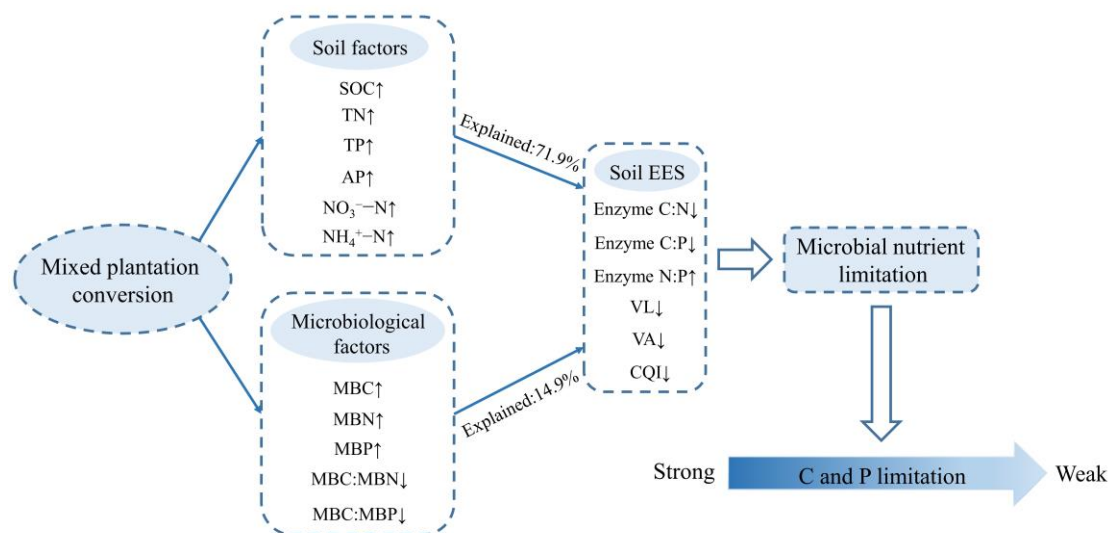 Mixed plantation
conversion
Soil factors
SOC↑
TN↑
TP↑
AP↑
NO₃⁻−N↑
NH₄⁺−N↑
Microbiological
factors
MBC↑
MBN↑
MBP↑
MBC:MBN↓
MBC:MBP↓
Explained:71.9%
Explained:14.9%
Soil EES
Enzyme C:N↓
Enzyme C:P↓
Enzyme N:P↑
VL↓
VA↓
CQI↓
Microbial nutrient
limitation
Strong
C and P limitation
Weak